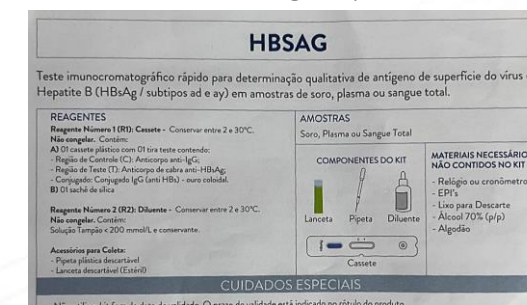 HBSAG
Teste imunocromatográfico rápido para determinação qualitativa de antígeno de superfície do vírus
Hepatite B (HBsAg / subtipos ad e ay) em amostras de soro, plasma ou sangue total.
REAGENTES
Reagente Número 1 (R1): Cassete - Conservar entre 2 e 30°C.
Não congelar. Contém:
A) 01 cassete plástico com 01 tira teste contendo:
- Região de Controle (C): Anticorpo anti-IgG;
- Região de Teste (T): Anticorpo de cabra anti-HBsAg;
- Conjugado: Conjugado IgG (anti HBs) - ouro coloidal.
B) 01 sachê de sílica
Reagente Número 2 (R2): Diluente - Conservar entre 2 e 30°C.
Não congelar. Contém:
Solução Tampão < 200 mmol/L e conservante.
Acessórios para Coleta:
- Pipeta plástica descartável
- Lanceta descartável (Estéril)
AMOSTRAS
Soro, Plasma ou Sangue Total
COMPONENTES DO KIT
Lanceta Pipeta Diluente
Cassete
MATERIAIS NECESSÁRIO
NÃO CONTIDOS NO KIT
- Relógio ou cronômetro
- EPI's
- Lixo para Descarte
- Álcool 70% (p/p)
- Algodão
CUIDADOS ESPECIAIS